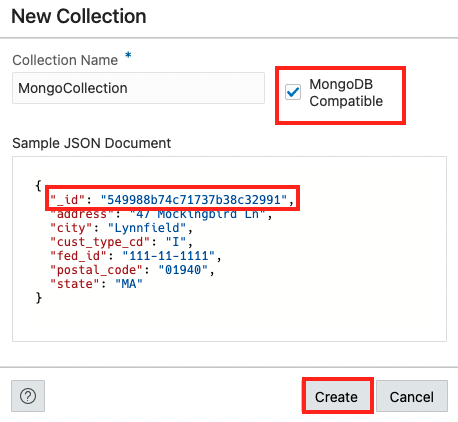 New Collection
Collection Name *
MongoCollection
MongoDB
Compatible
Sample JSON Document
{
"_id": "549988b74c71737b38c32991",
"address": "47 Mockingbird Ln",
"city": "Lynnfield",
"cust_type_cd": "I",
"fed_id": "111-11-1111",
"postal_code": "01940",
"state": "MA"
}
?
Create
Cancel